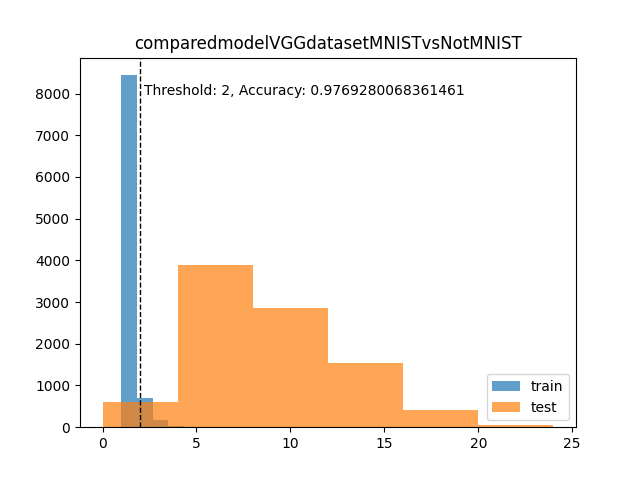 comparedmodelVGGdatasetMNISTvsNotMNIST
Threshold: 2, Accuracy: 0.9769280068361461
8000
7000
6000
5000
4000
3000
2000
1000
0
train
test
0 5 10 15 20 25